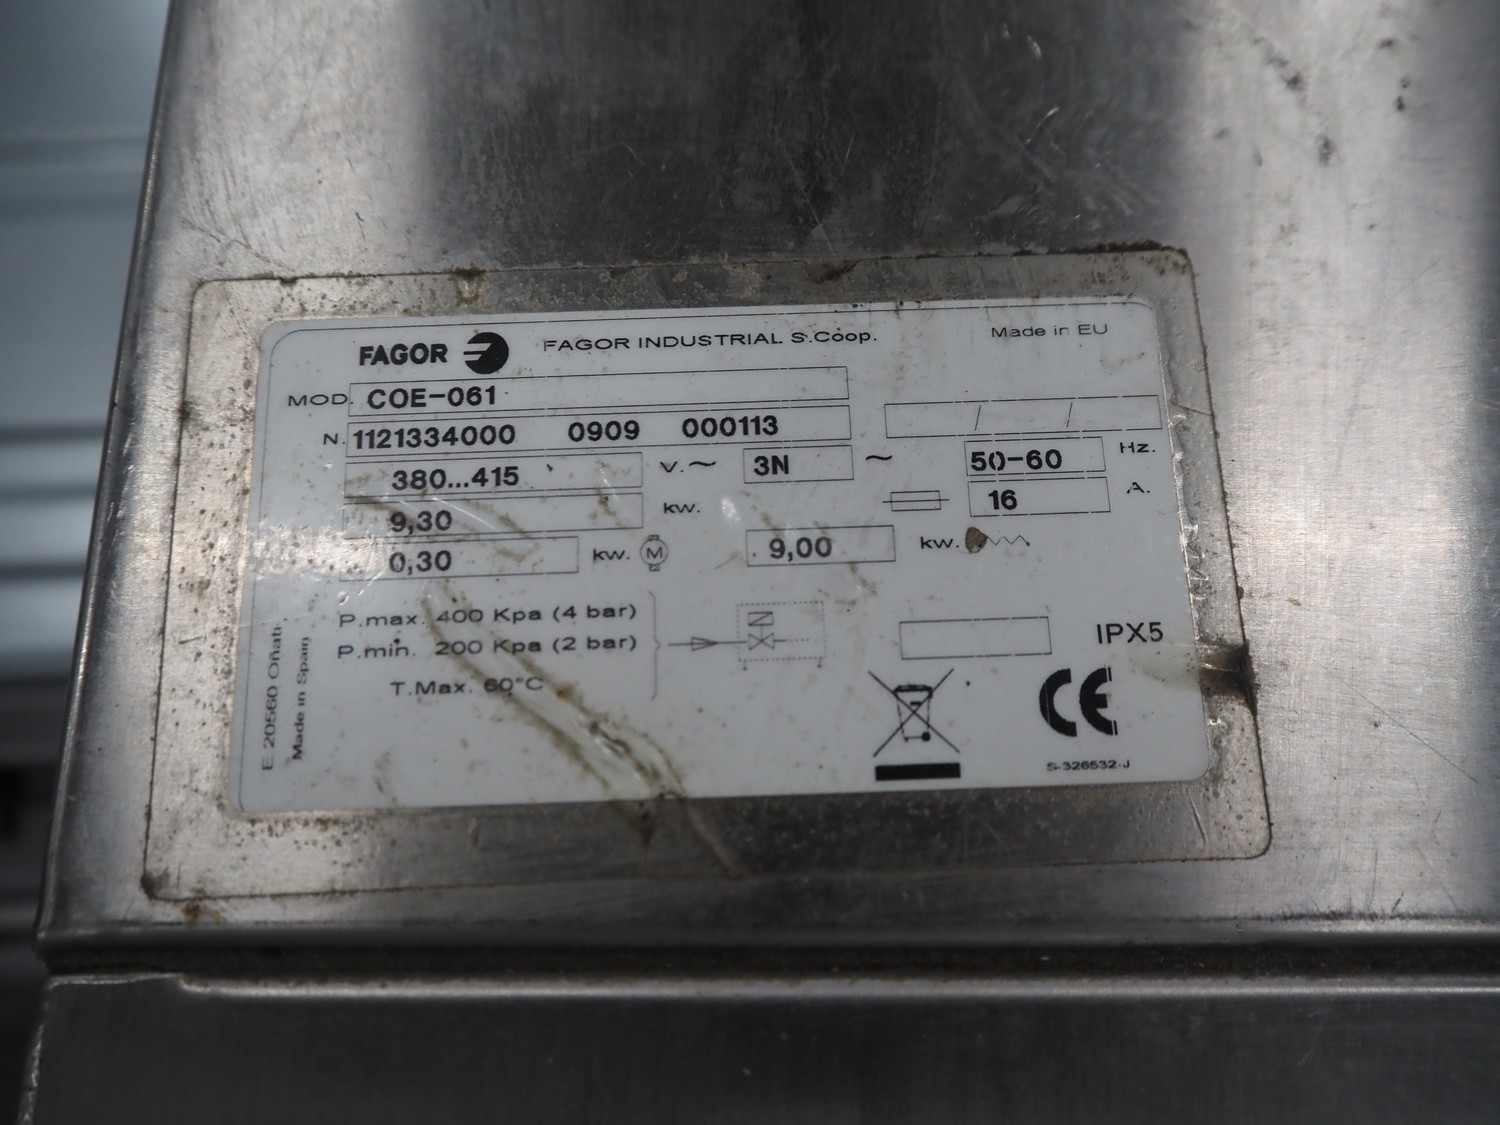 FAGOR FAGOR INDUSTRIAL S.Coop. Made in EU
MOD. COE-061
N. 1121334000 0909 000113 / /
380...415 V. ~ 3N ~ 50-60 Hz.
9,30 kw. 16 A.
0,30 kw. M 9,00 kw.
P.max. 400 Kpa (4 bar)
P.min. 200 Kpa (2 bar)
T.Max. 60°C
IPX5
CE
S-326532-J
E 20560 Oñati.
Made in Spain